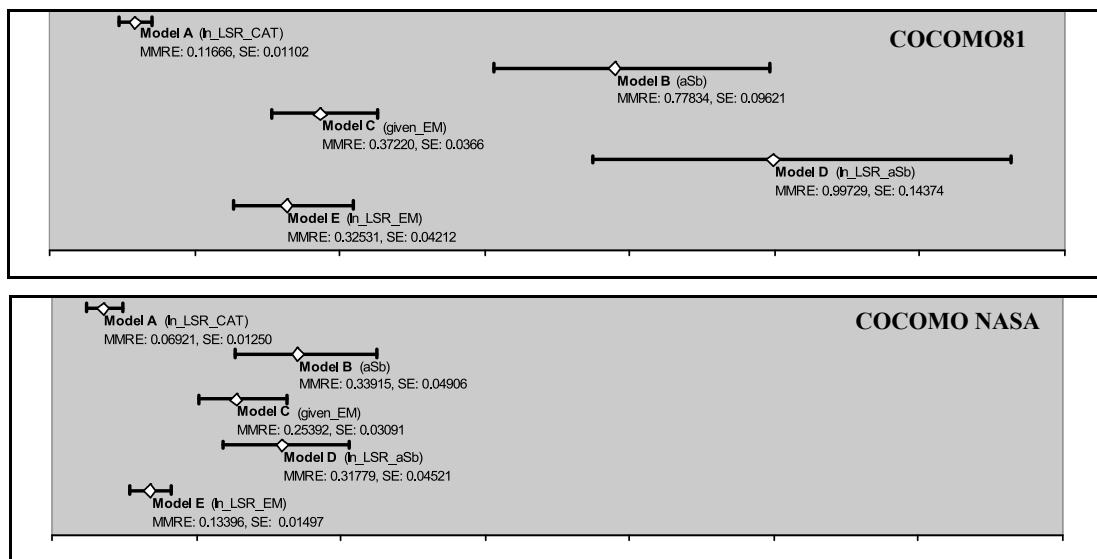 Model A (ln_LSR_CAT)
MMRE: 0.11666, SE: 0.01102
COCOMO81
Model B (aSb)
MMRE: 0.77834, SE: 0.09621
Model C (given_EM)
MMRE: 0.37220, SE: 0.0366
Model D (ln_LSR_aSb)
MMRE: 0.99729, SE: 0.14374
Model E (ln_LSR_EM)
MMRE: 0.32531, SE: 0.04212
Model A (ln_LSR_CAT)
MMRE: 0.06921, SE: 0.01250
COCOMO NASA
Model B (aSb)
MMRE: 0.33915, SE: 0.04906
Model C (given_EM)
MMRE: 0.25392, SE: 0.03091
Model D (ln_LSR_aSb)
MMRE: 0.31779, SE: 0.04521
Model E (ln_LSR_EM)
MMRE: 0.13396, SE: 0.01497